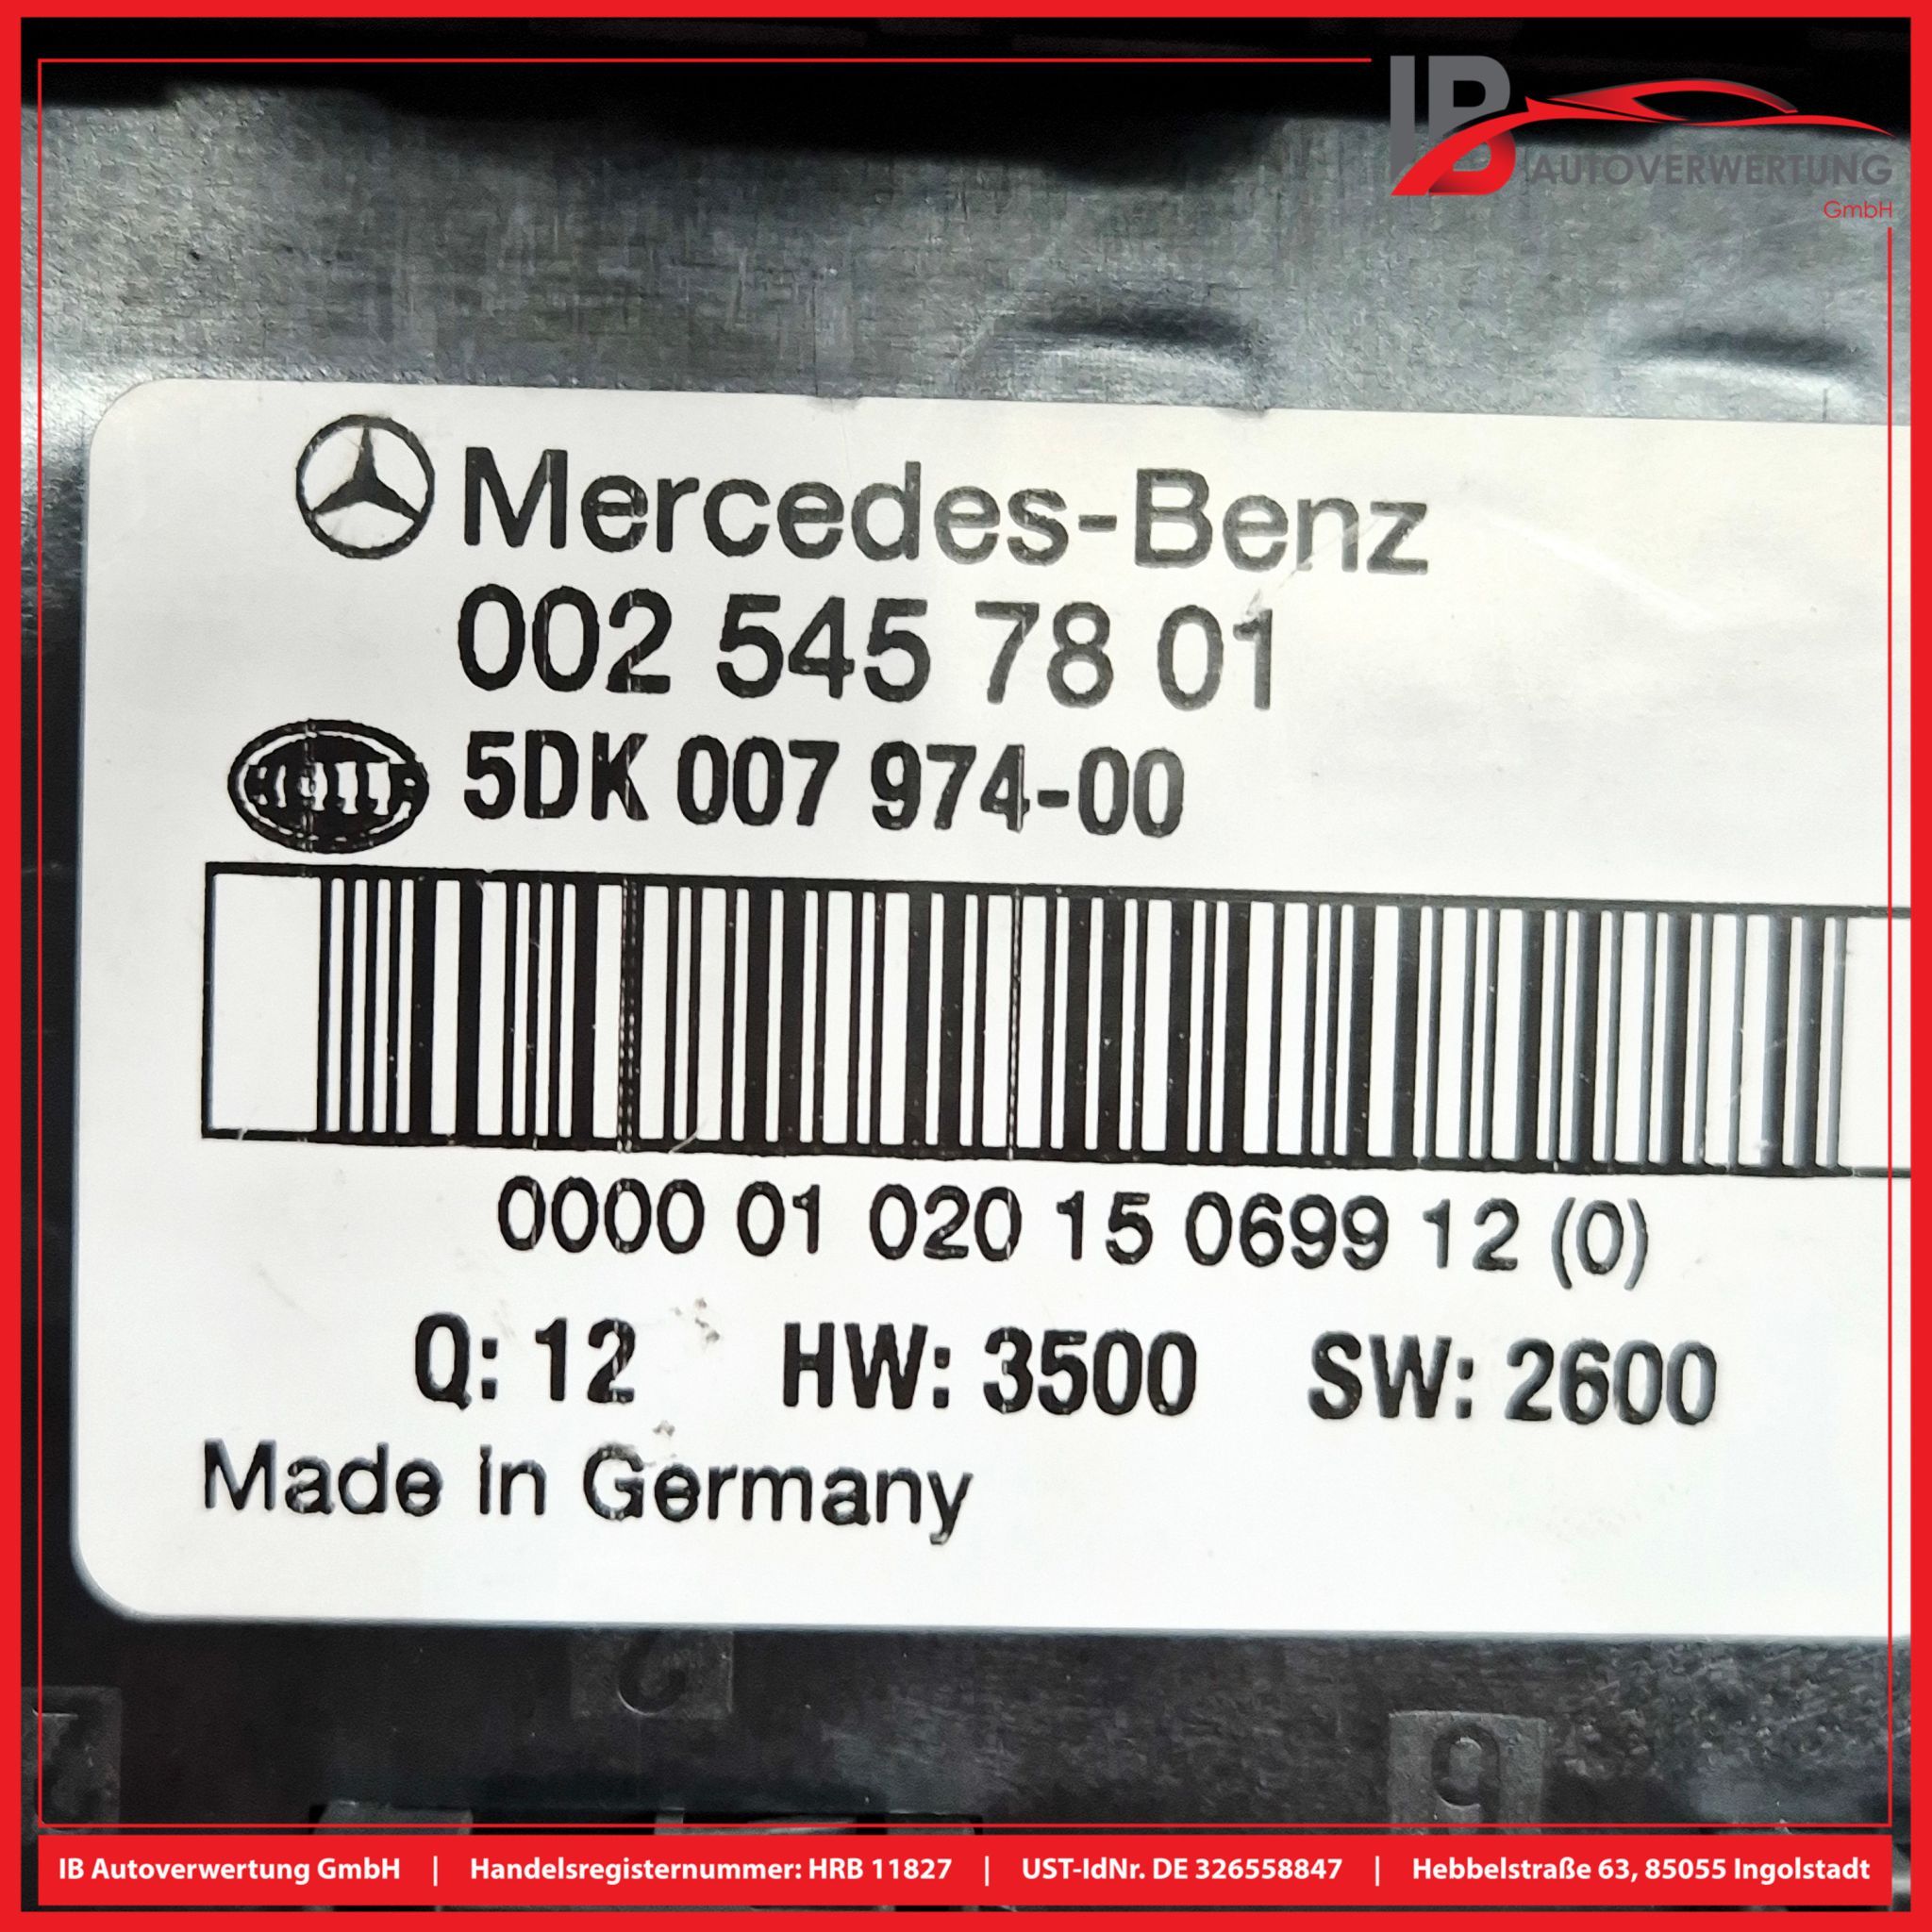 IB
AUTOVERWERTUNG
GmbH
Mercedes-Benz
002 545 78 01
HELLA 5DK 007 974-00
0000 01 020 15 0699 12 (0)
Q: 12 HW: 3500 SW: 2600
Made in Germany
9
IB Autoverwertung GmbH | Handelsregisternummer: HRB 11827 | UST-IdNr. DE 326558847 | Hebbelstraße 63, 85055 Ingolstadt